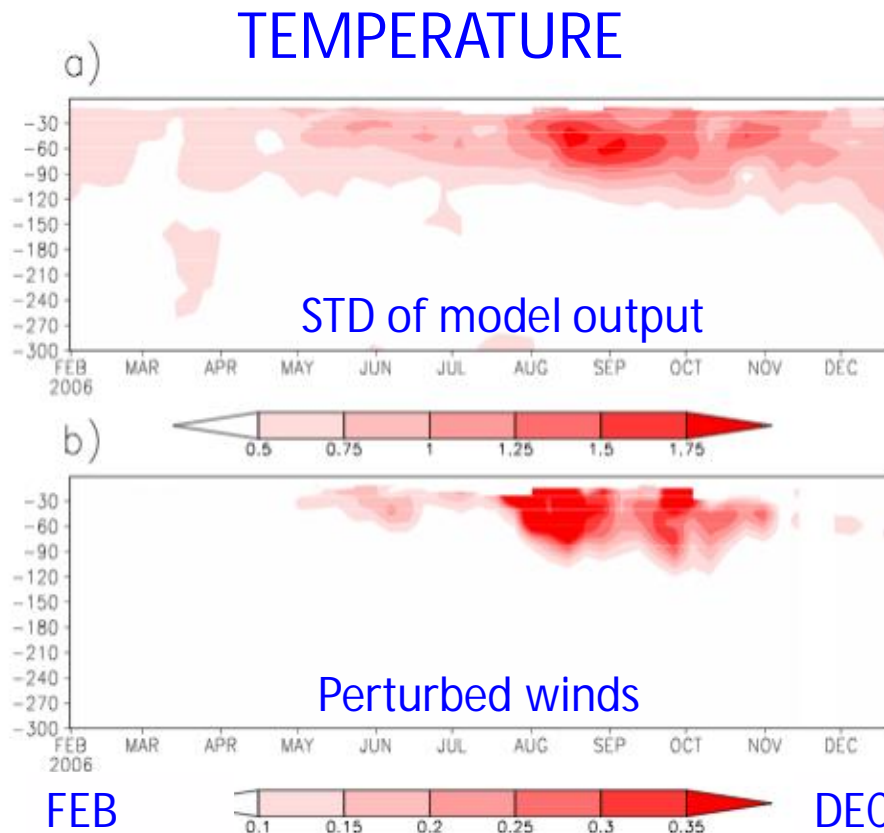 TEMPERATURE
a)
-30
-60
-90
-120
-150
-180
-210
-240
-270
-300
STD of model output
FEB MAR APR MAY JUN JUL AUG SEP OCT NOV DEC
2006
0.5 0.75 1 1.25 1.5 1.75
b)
-30
-60
-90
-120
-150
-180
-210
-240
-270
-300
Perturbed winds
FEB MAR APR MAY JUN JUL AUG SEP OCT NOV DEC
2006
FEB DEC
0.1 0.15 0.2 0.25 0.3 0.35